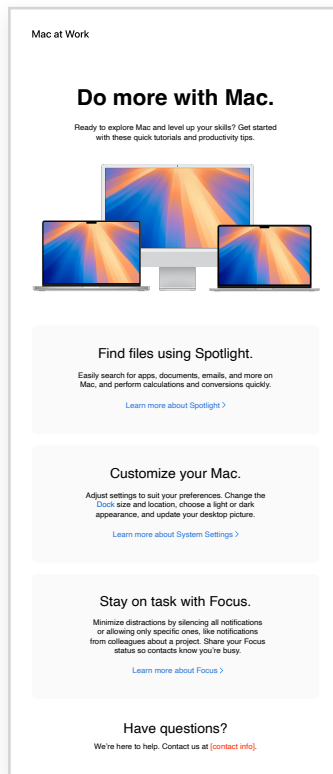 Mac at Work
Do more with Mac.
Ready to explore Mac and level up your skills? Get started
with these quick tutorials and productivity tips.
Find files using Spotlight.
Easily search for apps, documents, emails, and more on
Mac, and perform calculations and conversions quickly.
Learn more about Spotlight >
Customize your Mac.
Adjust settings to suit your preferences. Change the
Dock size and location, choose a light or dark
appearance, and update your desktop picture.
Learn more about System Settings >
Stay on task with Focus.
Minimize distractions by silencing all notifications
or allowing only specific ones, like notifications
from colleagues about a project. Share your Focus
status so contacts know you're busy.
Learn more about Focus >
Have questions?
We're here to help. Contact us at [contact info].